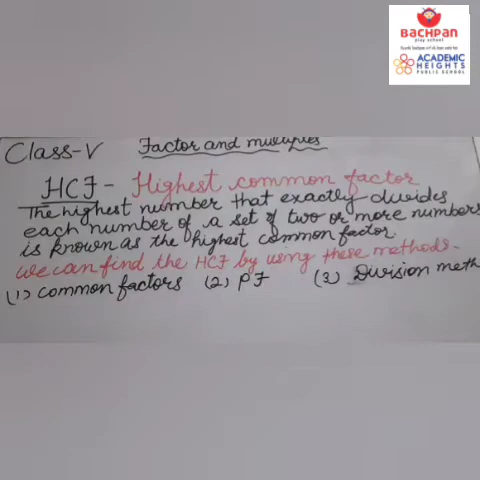 BACHPAN
play school
ACADEMIC
HEIGHTS
PUBLIC SCHOOL
Class-V
Factor and multiples
HCF - Highest common factor
The highest number that exactly divides
each number of a set of two or more numbers
is known as the highest common factor.
we can find the HCF by using these methods-
(1) common factors (2) PF (3) Division meth